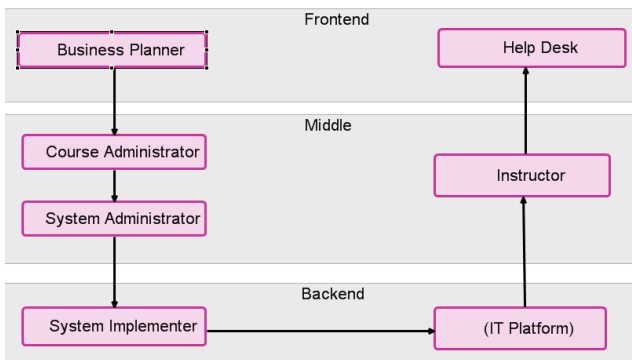 Frontend
Business Planner
Help Desk
Middle
Course Administrator
Instructor
System Administrator
Backend
System Implementer
(IT Platform)